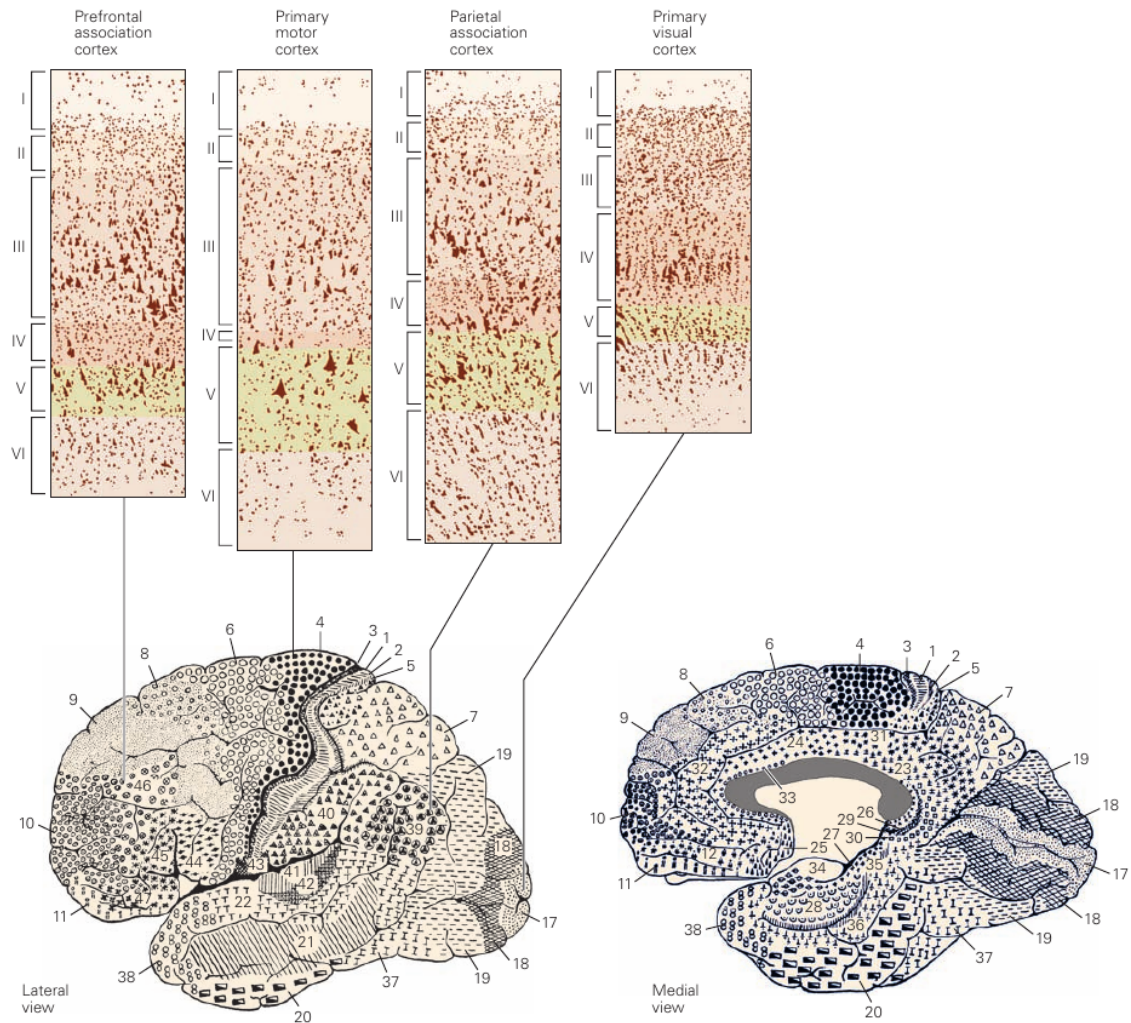 Prefrontal
association
cortex
Primary
motor
cortex
Parietal
association
cortex
Primary
visual
cortex
I
II
III
IV
V
VI
I
II
III
IV
V
VI
I
II
III
IV
V
VI
I
II
III
IV
V
VI
4
6
3
1
2
5
8
9
7
19
46
10
40
39
18
45
44
43
41
42
47
22
11
17
21
38
37
19
18
20
Lateral
view
4
6
3
1
2
5
8
7
9
31
24
19
32
23
33
26
18
10
29
27
30
12
25
35
17
11
34
28
18
36
38
19
37
20
Medial
view